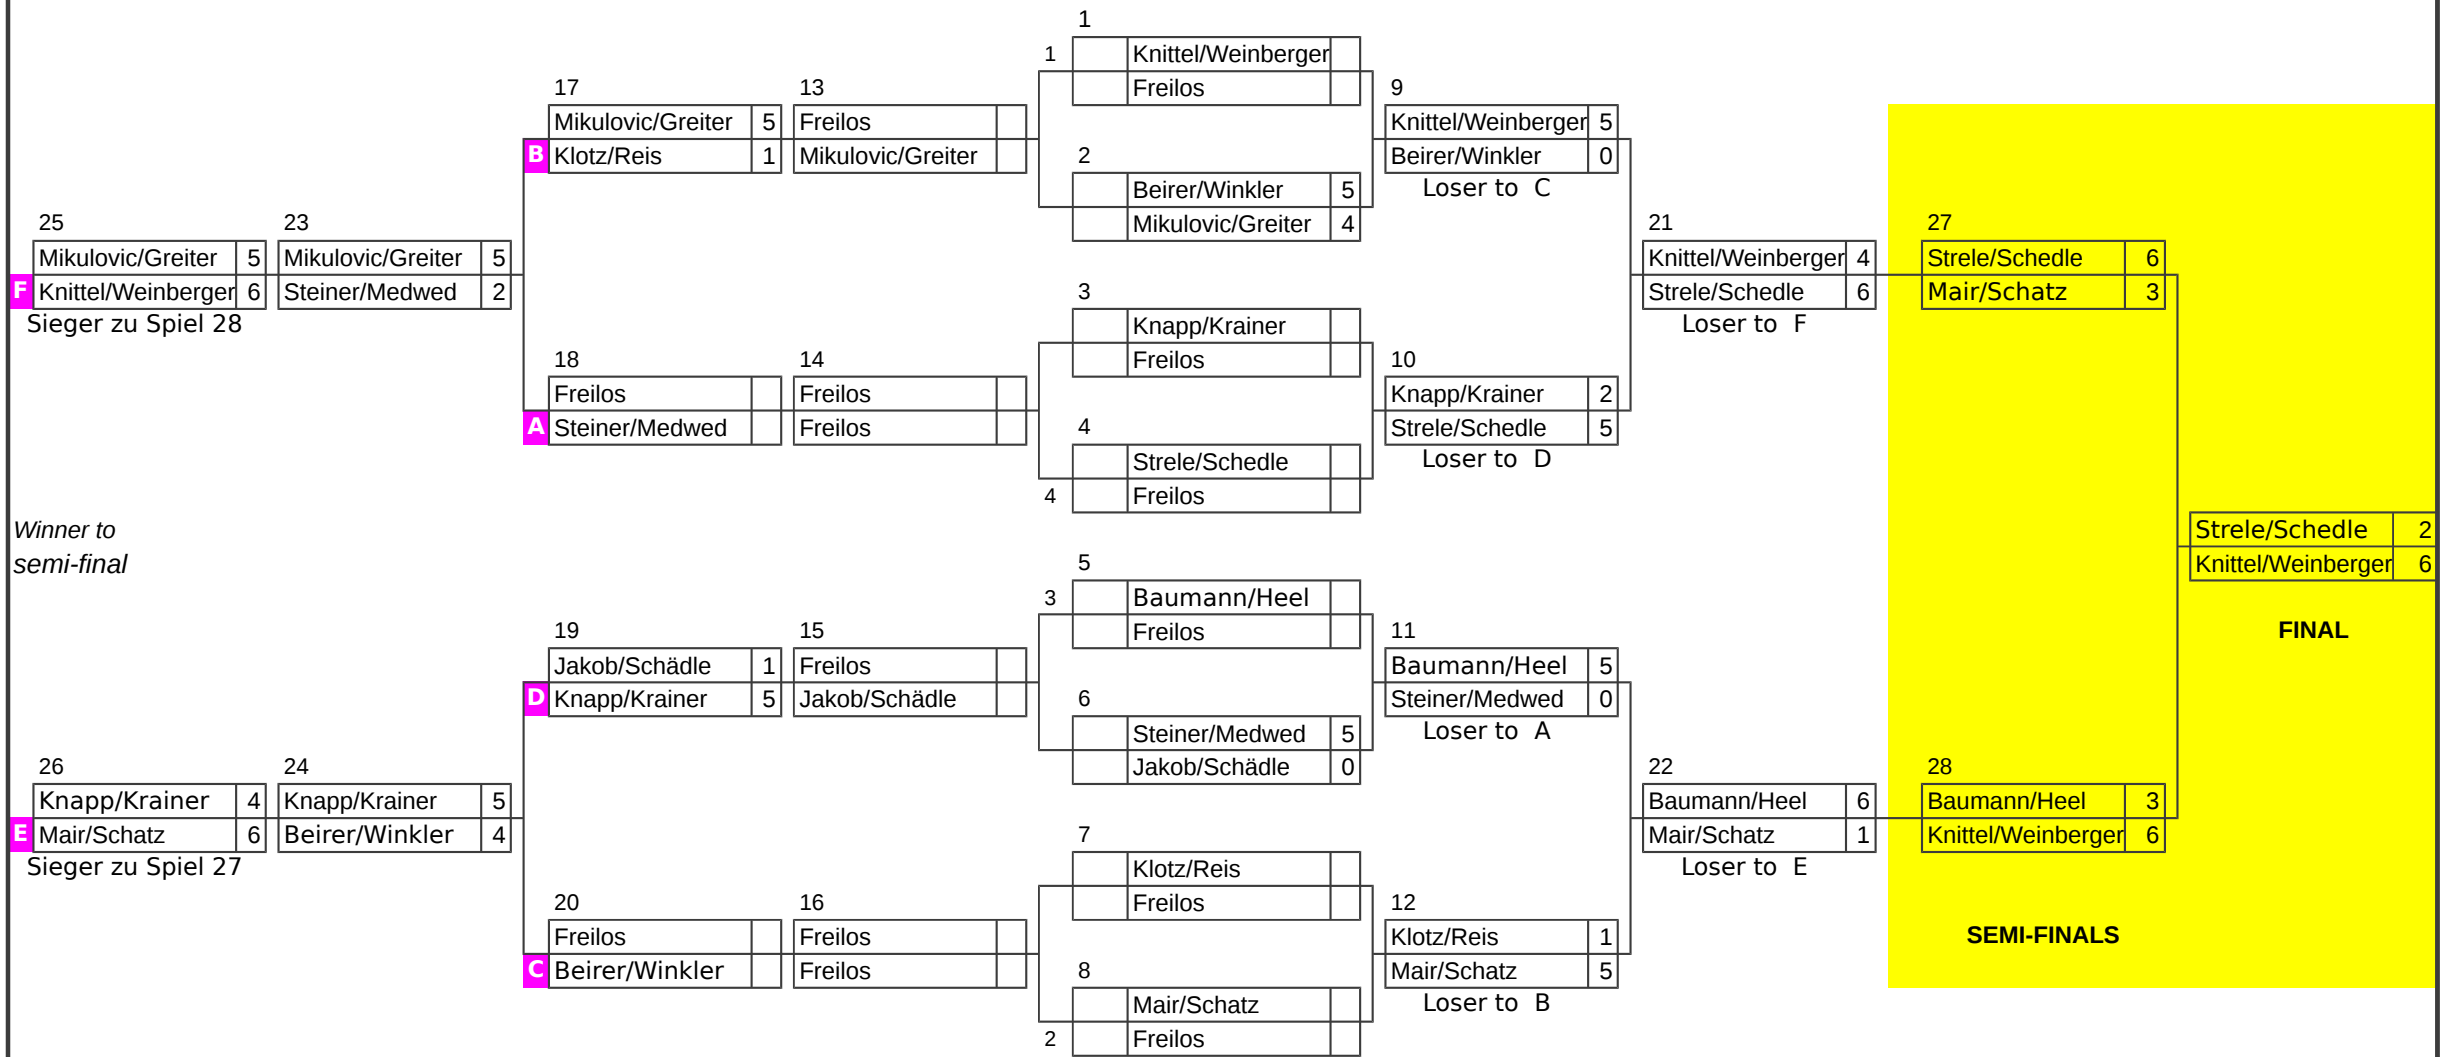 1
1 Knittel/Weinberger
17 13 Freilos 9
Mikulovic/Greiter 5 Freilos Knittel/Weinberger 5
B Klotz/Reis 1 Mikulovic/Greiter 2 Beirer/Winkler 0
Beirer/Winkler 5 Loser to C
25 23 Mikulovic/Greiter 4 21 27
Mikulovic/Greiter 5 Mikulovic/Greiter 5 Knittel/Weinberger 4 Strele/Schedle 6
F Knittel/Weinberger 6 Steiner/Medwed 2 3 Strele/Schedle 6 Mair/Schatz 3
Sieger zu Spiel 28 Knapp/Krainer Loser to F
18 14 Freilos 10
Freilos Freilos Knapp/Krainer 2
A Steiner/Medwed Freilos 4 Strele/Schedle 5
Strele/Schedle Loser to D
4 Freilos
Winner to Strele/Schedle 2
semi-final 5 Knittel/Weinberger 6
3 Baumann/Heel
19 15 Freilos 11 FINAL
Jakob/Schädle 1 Freilos Baumann/Heel 5
D Knapp/Krainer 5 Jakob/Schädle 6 Steiner/Medwed 0
Steiner/Medwed 5 Loser to A
26 24 Jakob/Schädle 0 22 28
Knapp/Krainer 4 Knapp/Krainer 5 Baumann/Heel 6 Baumann/Heel 3
E Mair/Schatz 6 Beirer/Winkler 4 7 Mair/Schatz 1 Knittel/Weinberger 6
Sieger zu Spiel 27 Klotz/Reis Loser to E
20 16 Freilos 12
Freilos Freilos Klotz/Reis 1 SEMI-FINALS
C Beirer/Winkler Freilos 8 Mair/Schatz 5
Mair/Schatz Loser to B
2 Freilos